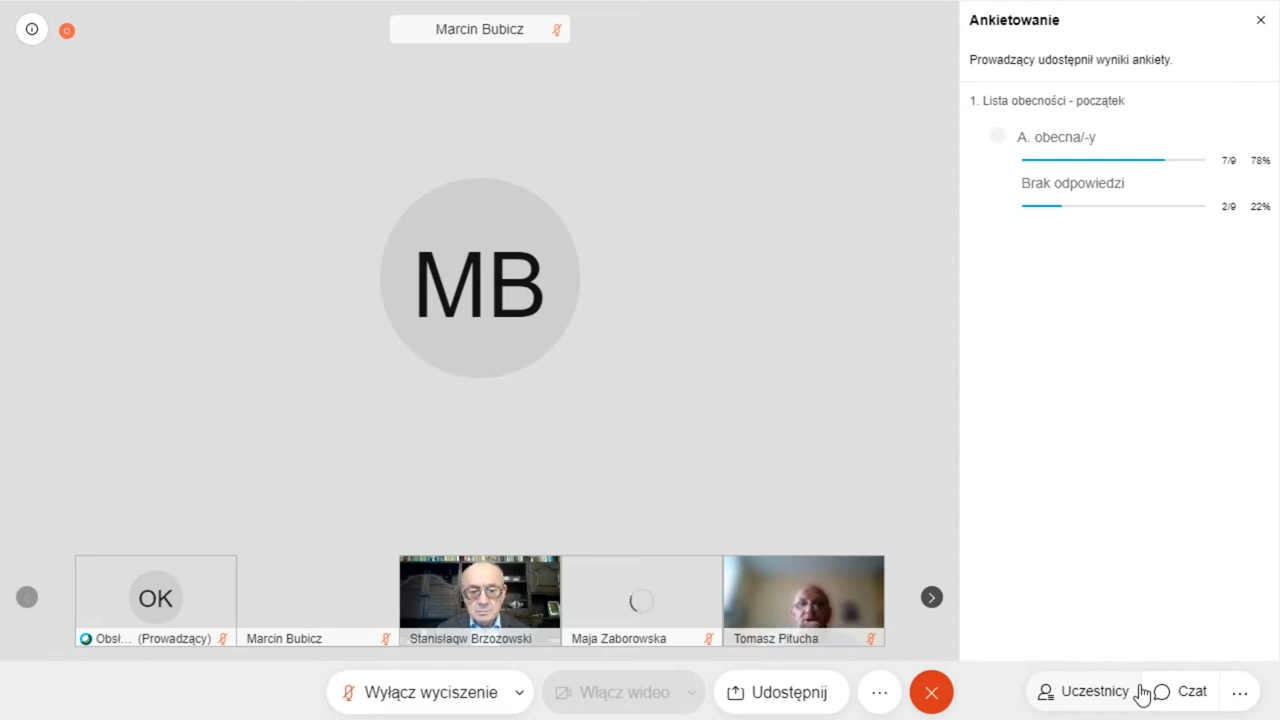 Marcin Bubicz
Ankietowanie
Prowadzący udostępnił wyniki ankiety.
1. Lista obecności - początek
A. obecna/-y
7/9 78%
Brak odpowiedzi
2/9 22%
MB
OK
Obsł... (Prowadzący)
Marcin Bubicz
Stanisłaqw Brzozowski
Maja Zaborowska
Tomasz Pitucha
Wyłącz wyciszenie
Włącz wideo
Udostępnij
Uczestnicy
Czat